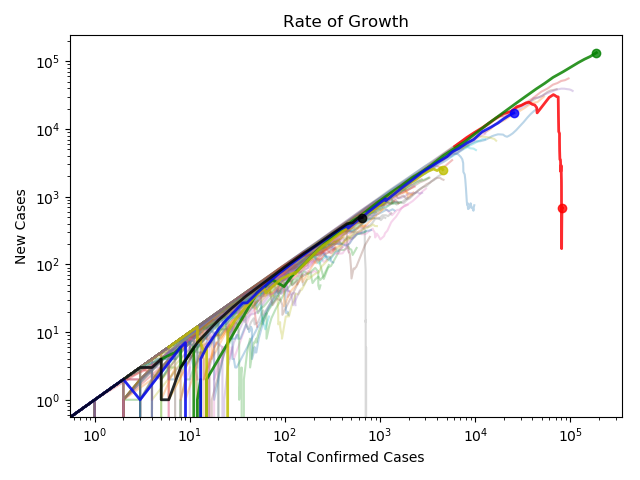 Rate of Growth
10⁵
10⁴
10³
10²
10¹
10⁰
New Cases
10⁰ 10¹ 10² 10³ 10⁴ 10⁵
Total Confirmed Cases